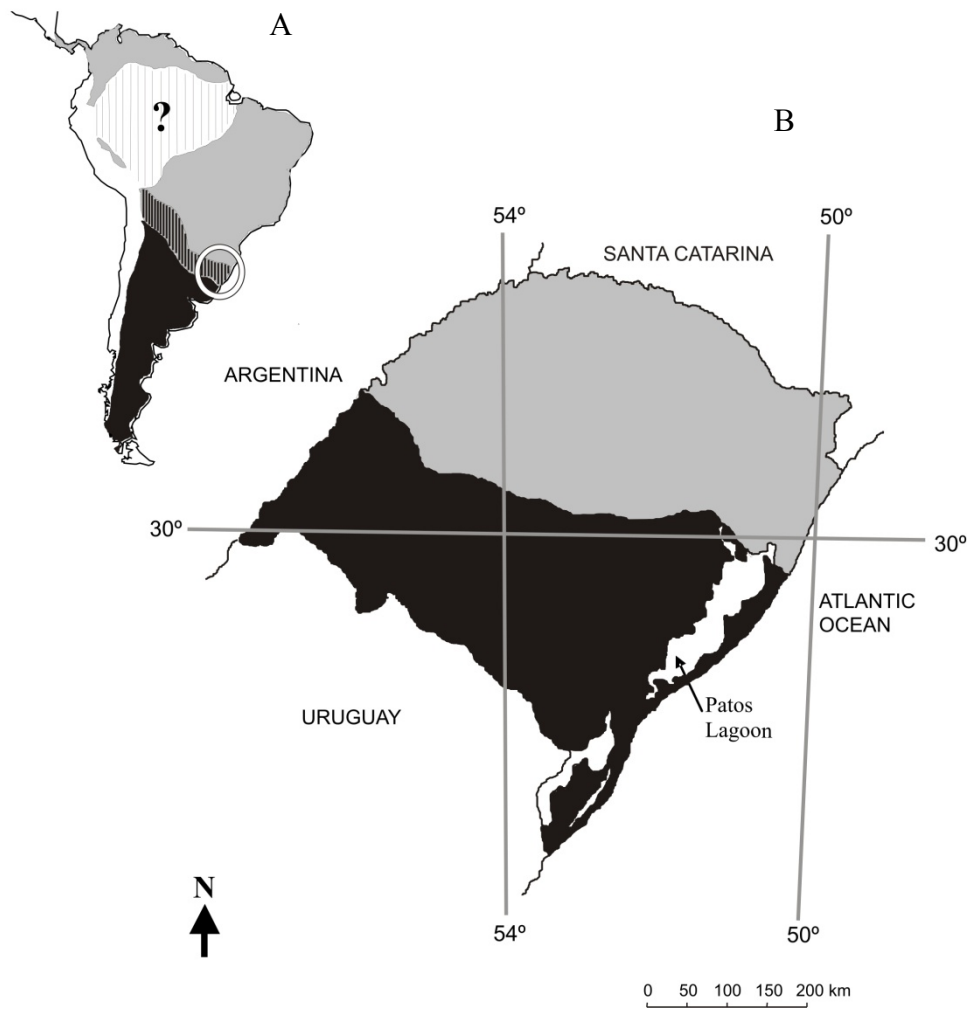 A
?
B
54º
50º
SANTA CATARINA
ARGENTINA
30º
30º
ATLANTIC
OCEAN
Patos
Lagoon
URUGUAY
N
54º
50º
0 50 100 150 200 km